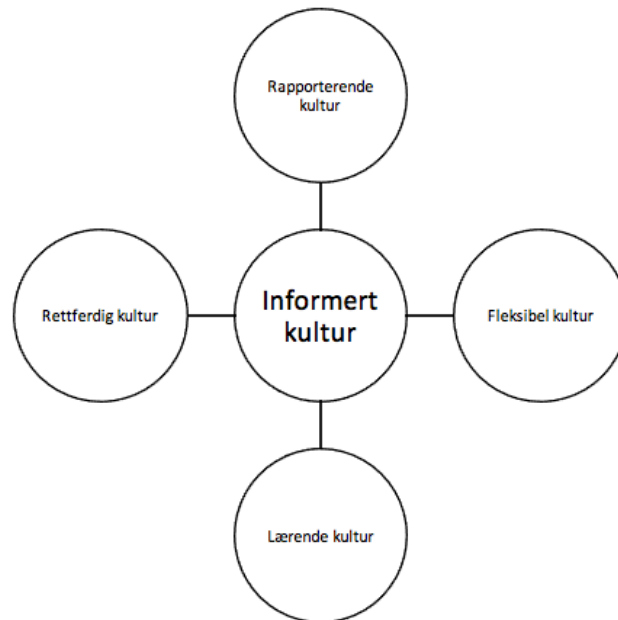 Rapporterende
kultur
Rettferdig kultur
Informert
kultur
Fleksibel kultur
Lærende kultur